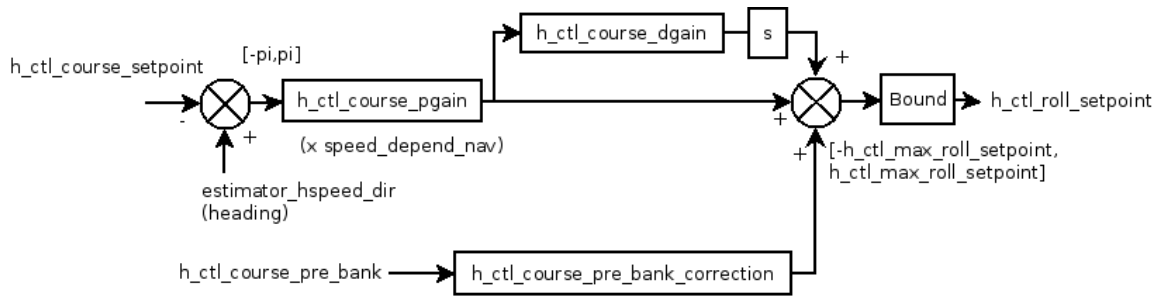 h_ctl_course_dgain
s
[-pi,pi]
h_ctl_course_setpoint
+
h_ctl_course_pgain
Bound
h_ctl_roll_setpoint
-
+
+
(x speed_depend_nav)
+
[-h_ctl_max_roll_setpoint,
h_ctl_max_roll_setpoint]
estimator_hspeed_dir
(heading)
h_ctl_course_pre_bank
h_ctl_course_pre_bank_correction